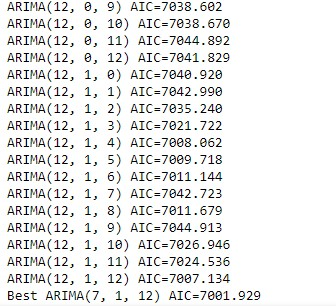 ARIMA(12, 0, 9) AIC=7038.602
ARIMA(12, 0, 10) AIC=7038.670
ARIMA(12, 0, 11) AIC=7044.892
ARIMA(12, 0, 12) AIC=7041.829
ARIMA(12, 1, 0) AIC=7040.920
ARIMA(12, 1, 1) AIC=7042.990
ARIMA(12, 1, 2) AIC=7035.240
ARIMA(12, 1, 3) AIC=7021.722
ARIMA(12, 1, 4) AIC=7008.062
ARIMA(12, 1, 5) AIC=7009.718
ARIMA(12, 1, 6) AIC=7011.144
ARIMA(12, 1, 7) AIC=7042.723
ARIMA(12, 1, 8) AIC=7011.679
ARIMA(12, 1, 9) AIC=7044.913
ARIMA(12, 1, 10) AIC=7026.946
ARIMA(12, 1, 11) AIC=7024.536
ARIMA(12, 1, 12) AIC=7007.134
Best ARIMA(7, 1, 12) AIC=7001.929